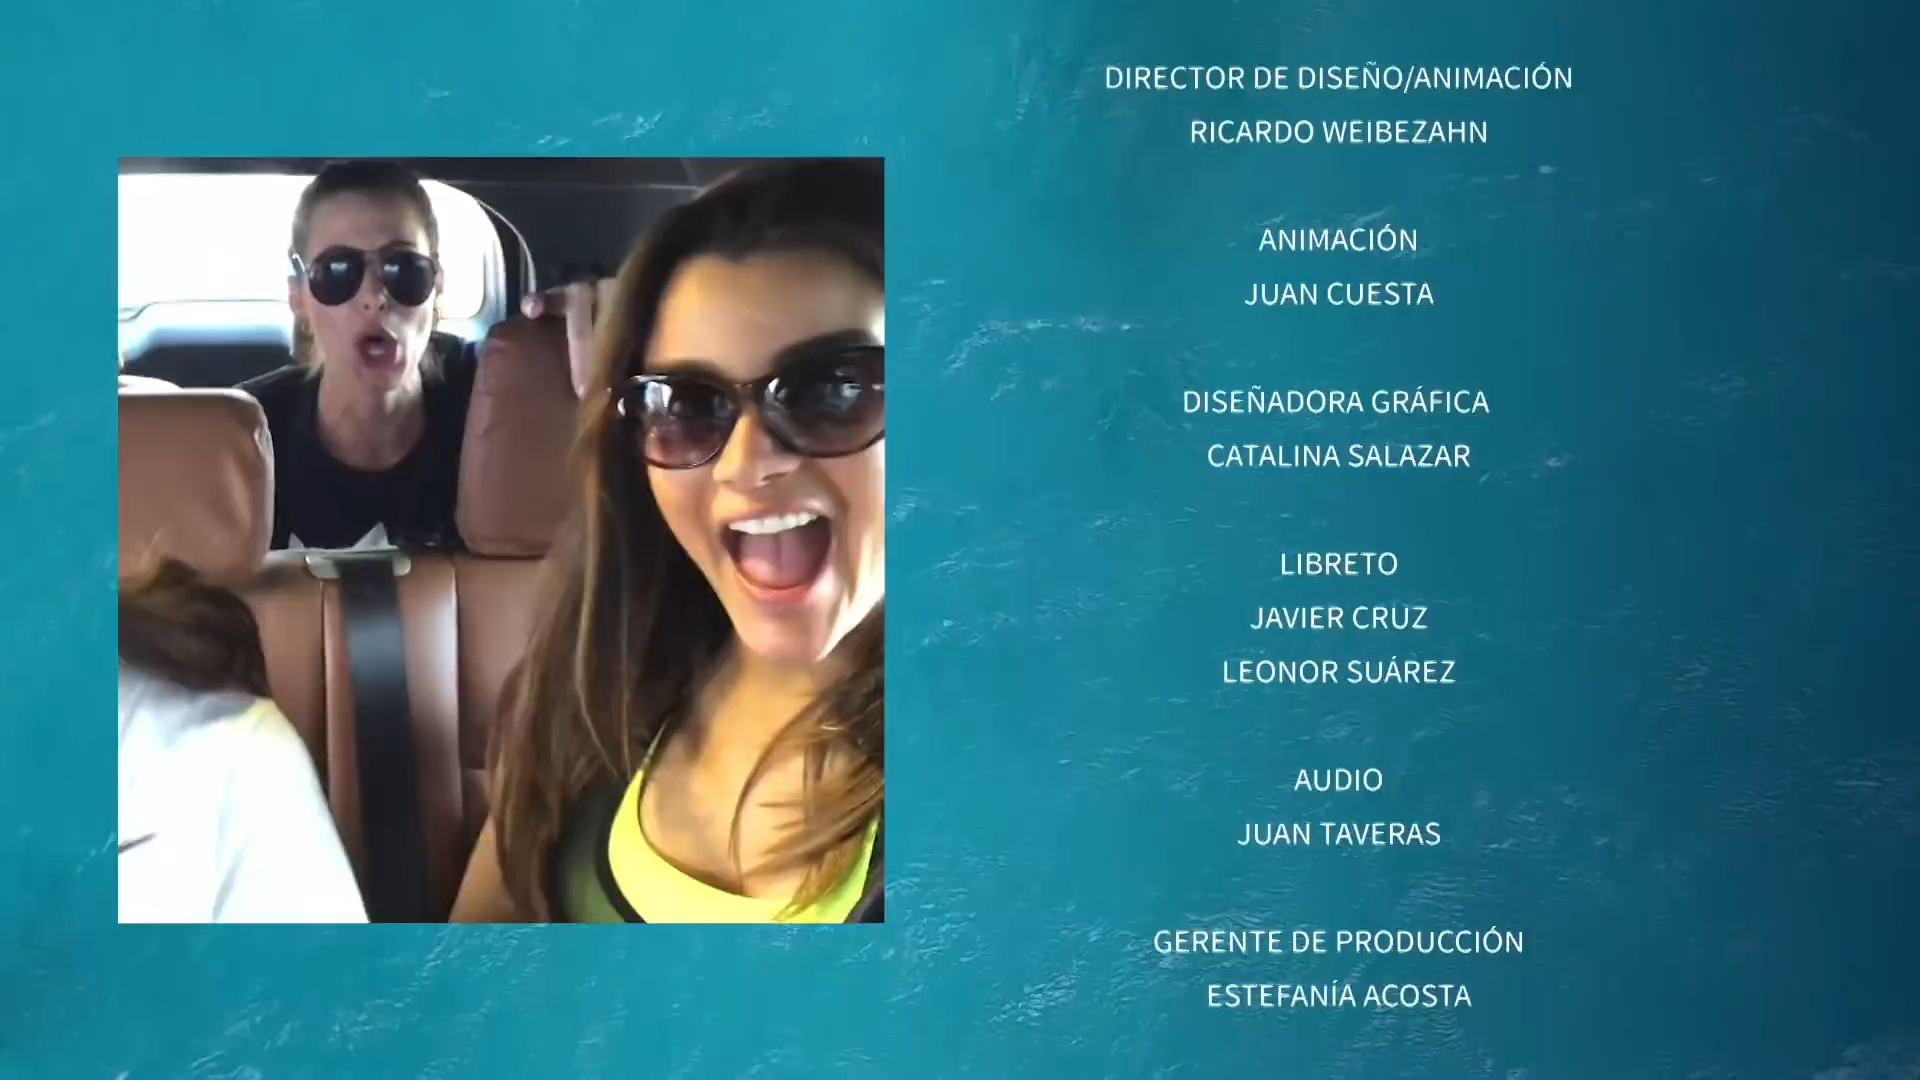 DIRECTOR DE DISEÑO/ANIMACIÓN
RICARDO WEIBEZAHN
ANIMACIÓN
JUAN CUESTA
DISEÑADORA GRÁFICA
CATALINA SALAZAR
LIBRETO
JAVIER CRUZ
LEONOR SUÁREZ
AUDIO
JUAN TAVERAS
GERENTE DE PRODUCCIÓN
ESTEFANÍA ACOSTA